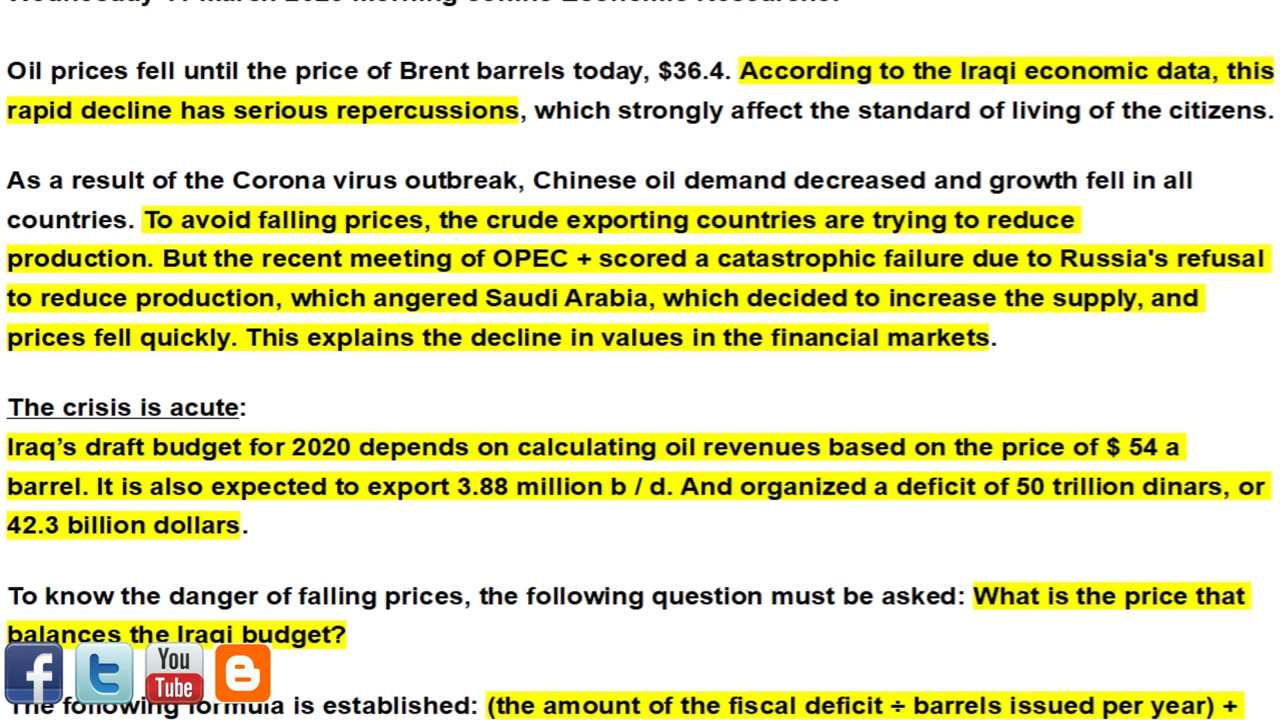 Oil prices fell until the price of Brent barrels today, $36.4. According to the Iraqi economic data, this
rapid decline has serious repercussions, which strongly affect the standard of living of the citizens.
As a result of the Corona virus outbreak, Chinese oil demand decreased and growth fell in all
countries. To avoid falling prices, the crude exporting countries are trying to reduce
production. But the recent meeting of OPEC + scored a catastrophic failure due to Russia's refusal
to reduce production, which angered Saudi Arabia, which decided to increase the supply, and
prices fell quickly. This explains the decline in values in the financial markets.
The crisis is acute:
Iraq’s draft budget for 2020 depends on calculating oil revenues based on the price of $ 54 a
barrel. It is also expected to export 3.88 million b / d. And organized a deficit of 50 trillion dinars, or
42.3 billion dollars.
To know the danger of falling prices, the following question must be asked: What is the price that
balances the Iraqi budget?
You
Tube
The following formula is established: (the amount of the fiscal deficit ÷ barrels issued per year) +